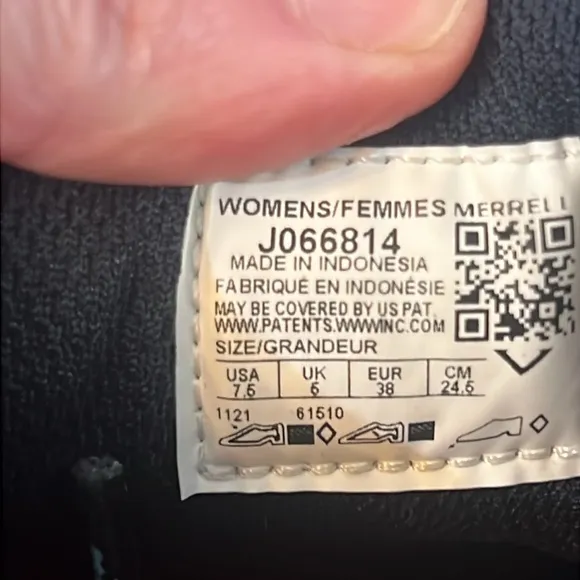 WOMENS/FEMMES MERRELL
J066814
MADE IN INDONESIA
FABRIQUÉ EN INDONÉSIE
MAY BE COVERED BY US PAT.
WWW.PATENTS.WWWINC.COM
SIZE/GRANDEUR
USA UK EUR CM
7.5 5 38 24.5
1121 61510